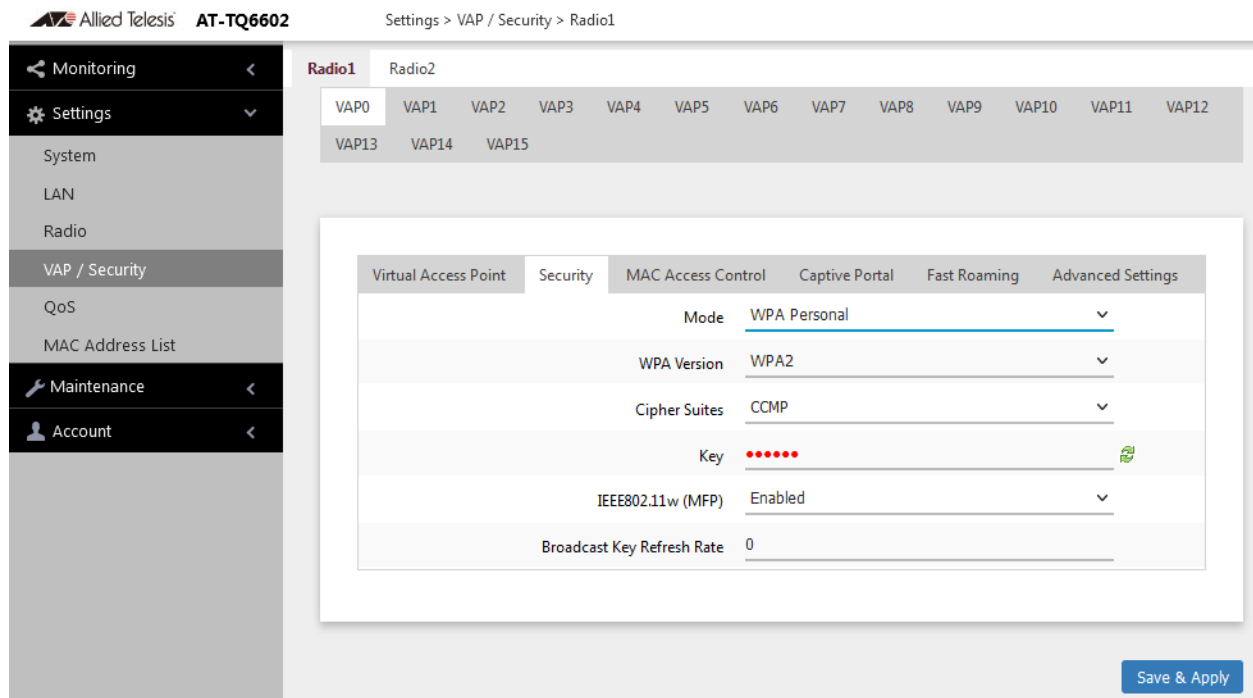 Allied Telesis AT-TQ6602 Settings > VAP / Security > Radio1
Monitoring
Settings
System
LAN
Radio
VAP / Security
QoS
MAC Address List
Maintenance
Account
Radio1 Radio2
VAP0 VAP1 VAP2 VAP3 VAP4 VAP5 VAP6 VAP7 VAP8 VAP9 VAP10 VAP11 VAP12
VAP13 VAP14 VAP15
Virtual Access Point Security MAC Access Control Captive Portal Fast Roaming Advanced Settings
Mode WPA Personal
WPA Version WPA2
Cipher Suites CCMP
Key ••••••
IEEE802.11w (MFP) Enabled
Broadcast Key Refresh Rate 0
Save & Apply